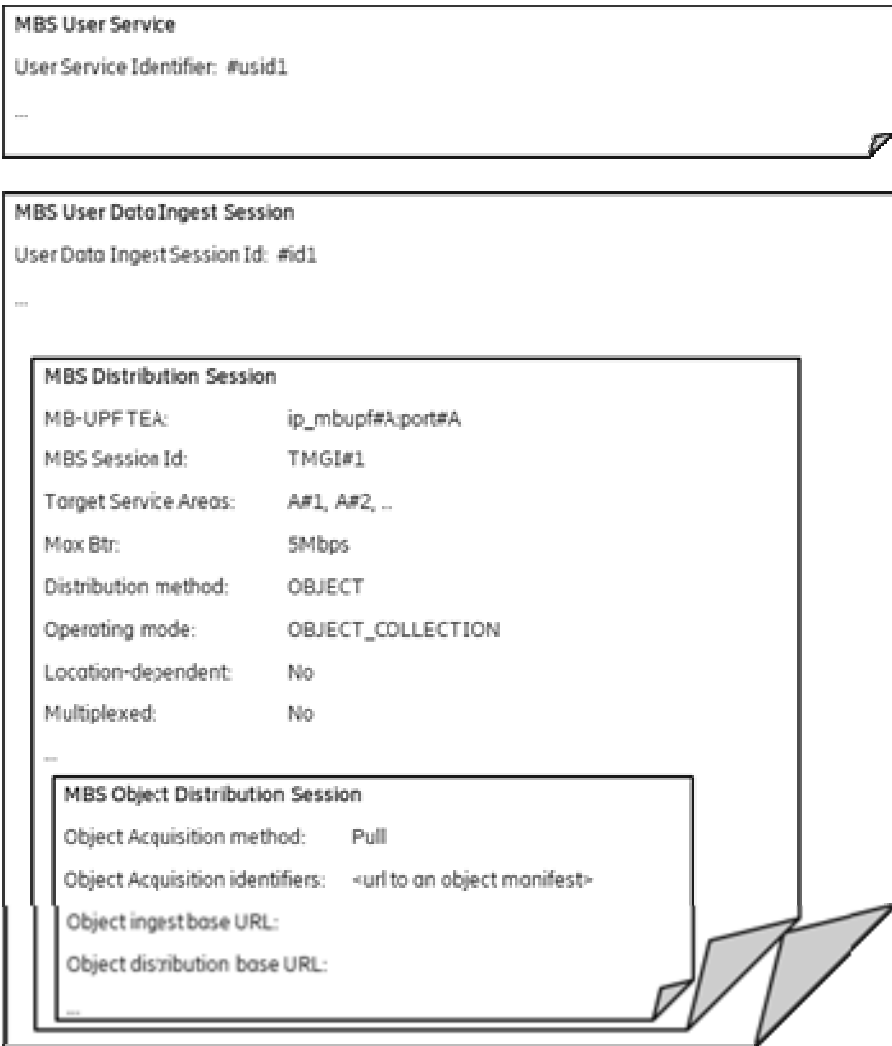 MBS User Service
User Service Identifier: #usid1
...
MBS User Data Ingest Session
User Data Ingest Session Id: #id1
...
MBS Distribution Session
MB-UPF TEA: ip_mbupf#A:port#A
MBS Session Id: TMGI#1
Target Service Areas: A#1, A#2, ..
Max Btr: 5Mbps
Distribution method: OBJECT
Operating mode: OBJECT_COLLECTION
Location-dependent: No
Multiplexed: No
...
MBS Object Distribution Session
Object Acquisition method: Pull
Object Acquisition identifiers: <url to an object manifest>
Object ingest base URL:
Object distribution base URL:
...